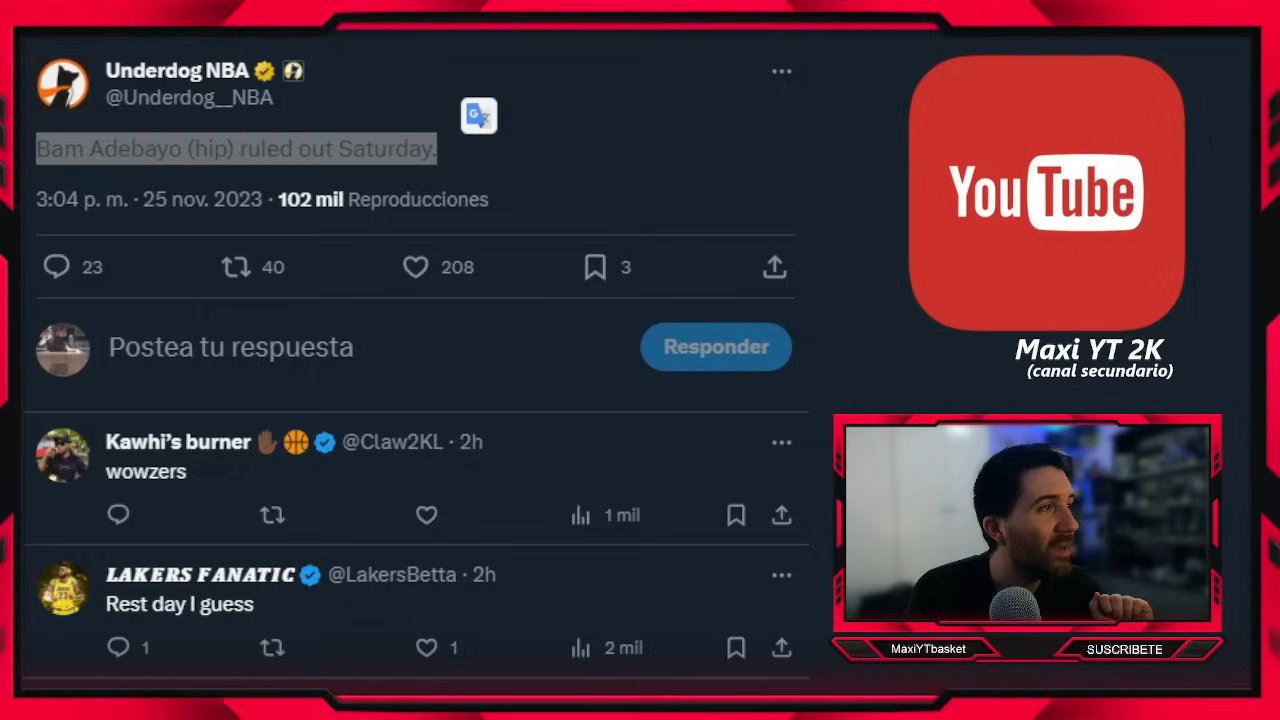 Underdog NBA
@Underdog__NBA
Bam Adebayo (hip) ruled out Saturday.
3:04 p. m. · 25 nov. 2023 · 102 mil Reproducciones
23 40 208 3
Postea tu respuesta
Responder
Kawhi's burner @Claw2KL · 2h
wowzers
1 mil
LAKERS FANATIC @LakersBetta · 2h
Rest day I guess
1 1 2 mil
YouTube
Maxi YT 2K
(canal secundario)
MaxiYTbasket
SUSCRIBETE